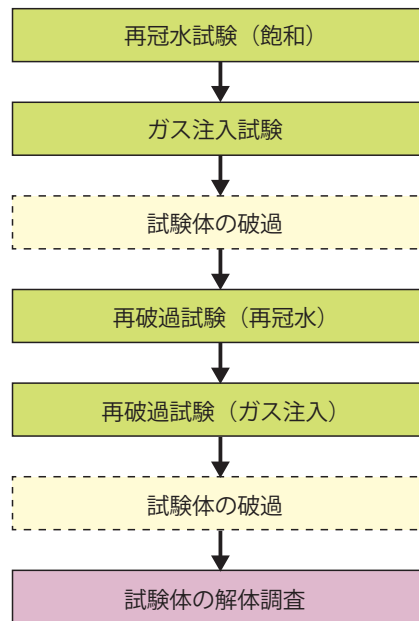 再冠水試験（飽和）
ガス注入試験
試験体の破過
再破過試験（再冠水）
再破過試験（ガス注入）
試験体の破過
試験体の解体調査